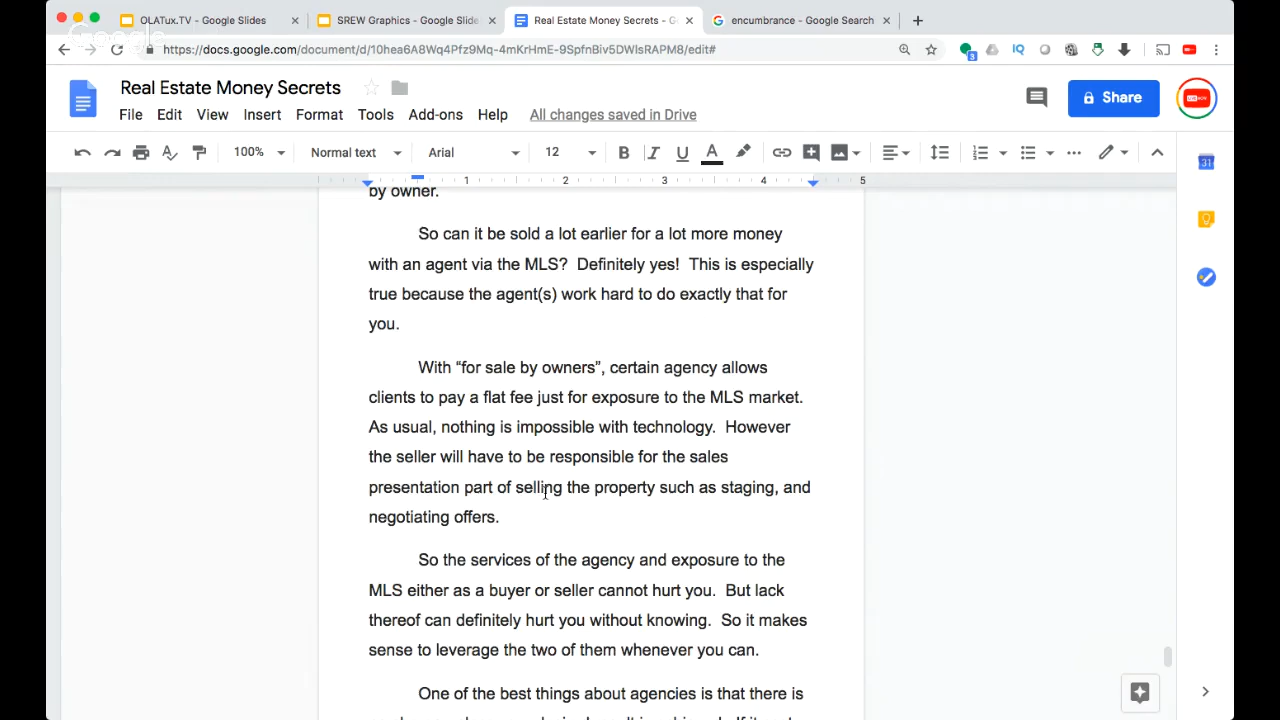 OLATux.TV - Google Slides
SREW Graphics - Google Slide
Real Estate Money Secrets - G
encumbrance - Google Search
Google
https://docs.google.com/document/d/10hea6A8Wq4Pfz9Mq-4mKrHmE-9SpfnBiv5DWlsRAPM8/edit#
3
IQ
Real Estate Money Secrets
Share
File Edit View Insert Format Tools Add-ons Help All changes saved in Drive
100% Normal text Arial 12 B I U A
31
1 2 3 4 5
by owner.
So can it be sold a lot earlier for a lot more money
with an agent via the MLS?  Definitely yes!  This is especially
true because the agent(s) work hard to do exactly that for
you.
With “for sale by owners”, certain agency allows
clients to pay a flat fee just for exposure to the MLS market.
As usual, nothing is impossible with technology.  However
the seller will have to be responsible for the sales
presentation part of selling the property such as staging, and
negotiating offers.
So the services of the agency and exposure to the
MLS either as a buyer or seller cannot hurt you.  But lack
thereof can definitely hurt you without knowing.  So it makes
sense to leverage the two of them whenever you can.
One of the best things about agencies is that there is